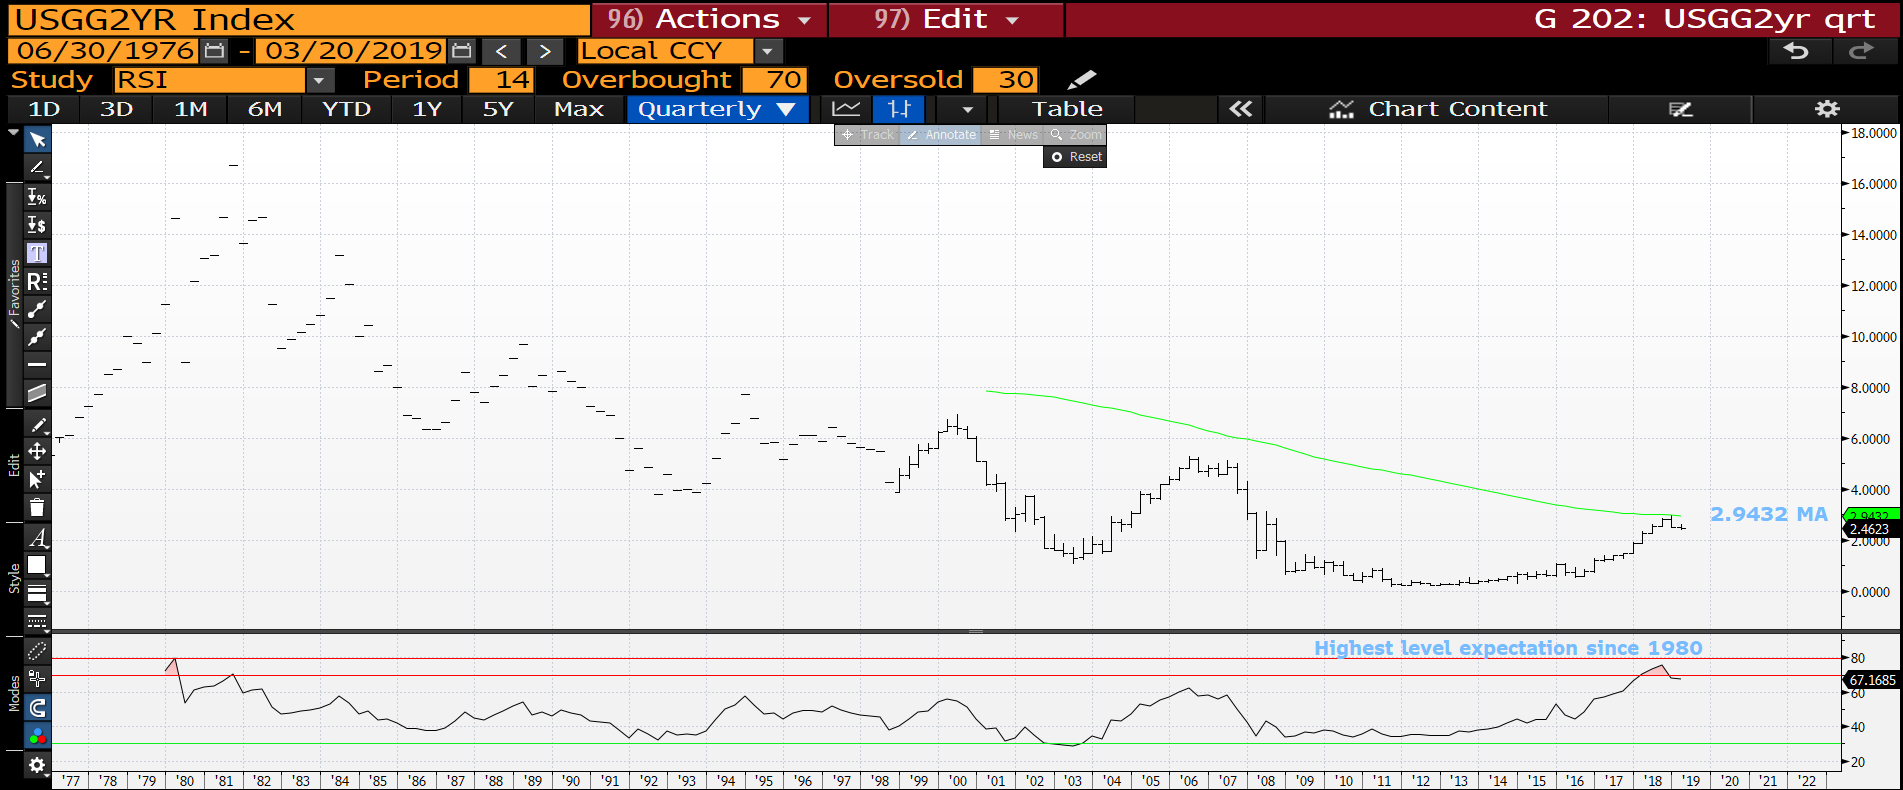 USGG2YR Index 96) Actions 97) Edit G 202: USGG2yr qrt
06/30/1976 - 03/20/2019 < > Local CCY
Study RSI Period 14 Overbought 70 Oversold 30
1D 3D 1M 6M YTD 1Y 5Y Max Quarterly Table Chart Content
Track Annotate News Zoom
Reset
18.0000
16.0000
14.0000
12.0000
10.0000
8.0000
6.0000
4.0000
2.9432 MA 2.9432
2.4623
2.0000
0.0000
Favorites
Edit
Style
Modes
Highest level expectation since 1980
80
67.1685
60
40
20
'77 '78 '79 '80 '81 '82 '83 '84 '85 '86 '87 '88 '89 '90 '91 '92 '93 '94 '95 '96 '97 '98 '99 '00 '01 '02 '03 '04 '05 '06 '07 '08 '09 '10 '11 '12 '13 '14 '15 '16 '17 '18 '19 '20 '21 '22